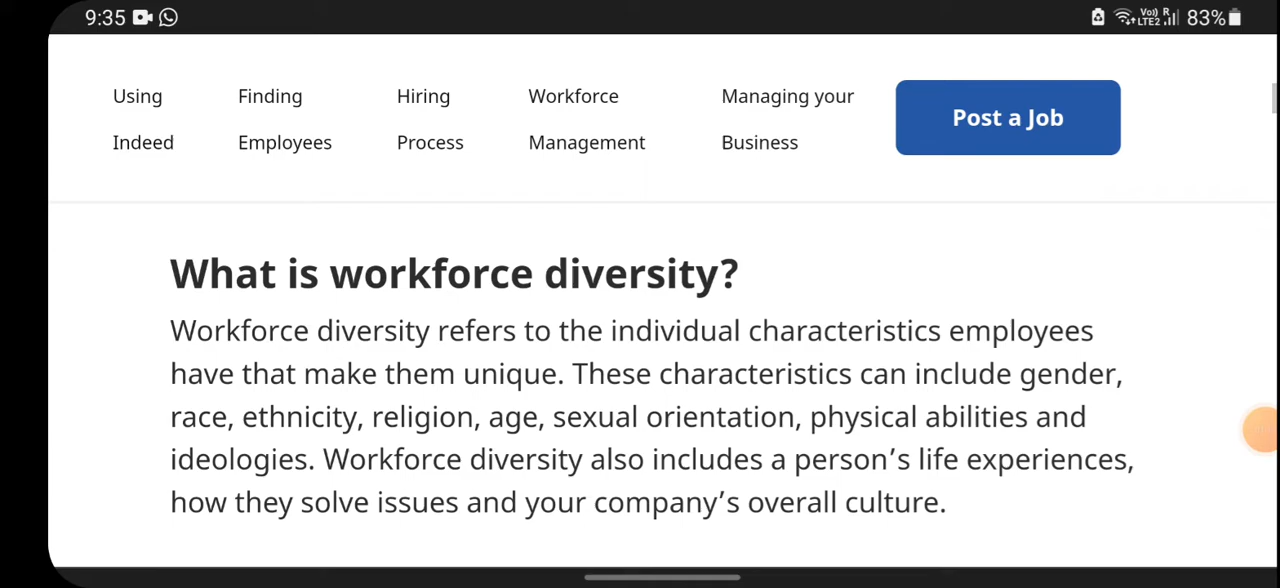 9:35
Vo)) R
LTE2 83%
Using Finding Hiring Workforce Managing your
Indeed Employees Process Management Business
Post a Job
What is workforce diversity?
Workforce diversity refers to the individual characteristics employees
have that make them unique. These characteristics can include gender,
race, ethnicity, religion, age, sexual orientation, physical abilities and
ideologies. Workforce diversity also includes a person’s life experiences,
how they solve issues and your company’s overall culture.